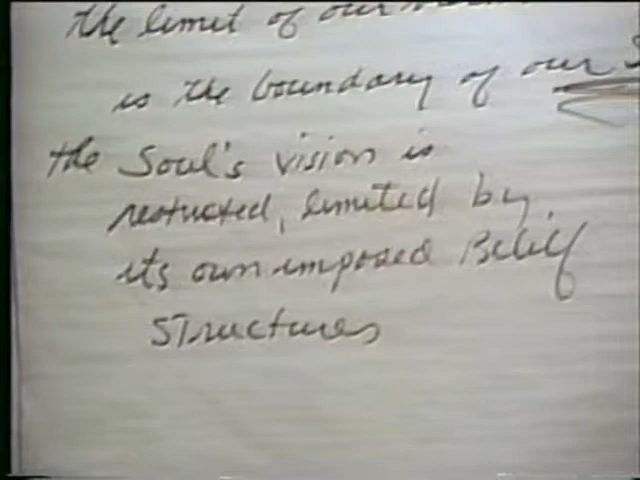 the limit of our
is the boundary of our
the Soul's vision is
restricted, limited by
its own imposed Belief
Structures